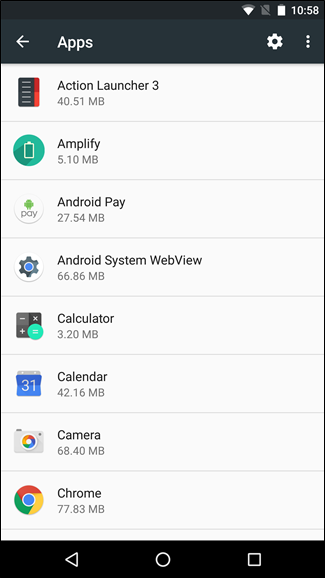 10:58
Apps
Action Launcher 3
40.51 MB
Amplify
5.10 MB
pay
Android Pay
27.54 MB
Android System WebView
66.86 MB
Calculator
3.20 MB
31
Calendar
42.16 MB
Camera
68.40 MB
Chrome
77.83 MB